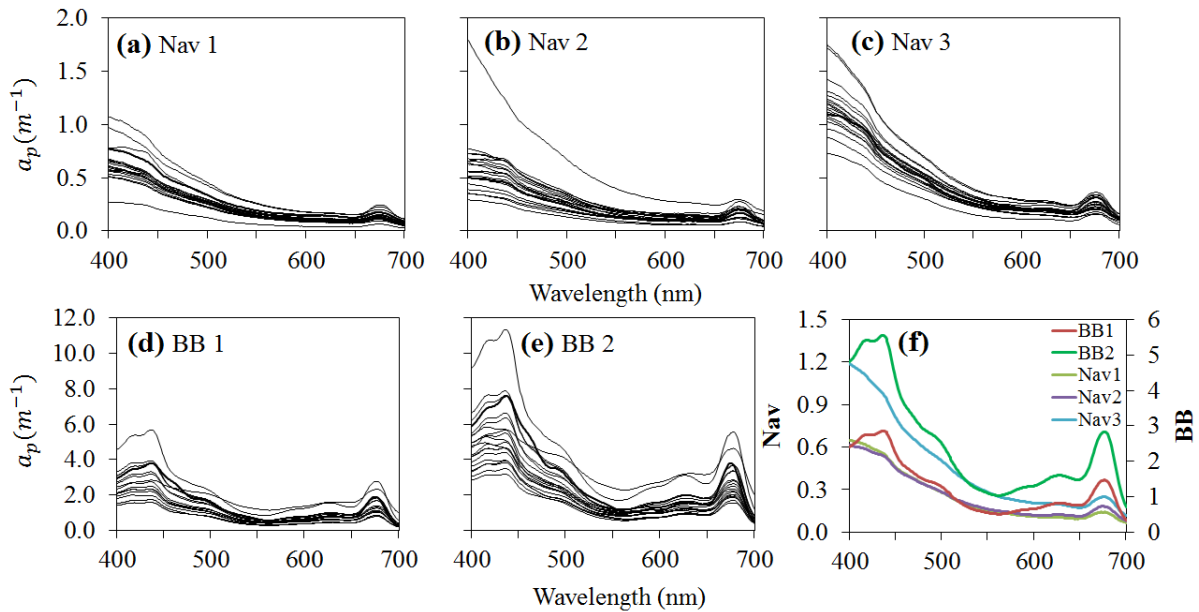 (a) Nav 1
(b) Nav 2
(c) Nav 3
2.0
1.5
1.0
0.5
0.0
a_p(m^{-1})
400 500 600 700
400 500 600 700
400 500 600 700
Wavelength (nm)
(d) BB 1
(e) BB 2
(f)
12.0
10.0
8.0
6.0
4.0
2.0
0.0
a_p(m^{-1})
400 500 600 700
400 500 600 700
Wavelength (nm)
1.5
1.2
0.9
0.6
0.3
0.0
Nav
BB1
BB2
Nav1
Nav2
Nav3
6
5
4
3
2
1
0
BB
400 500 600 700